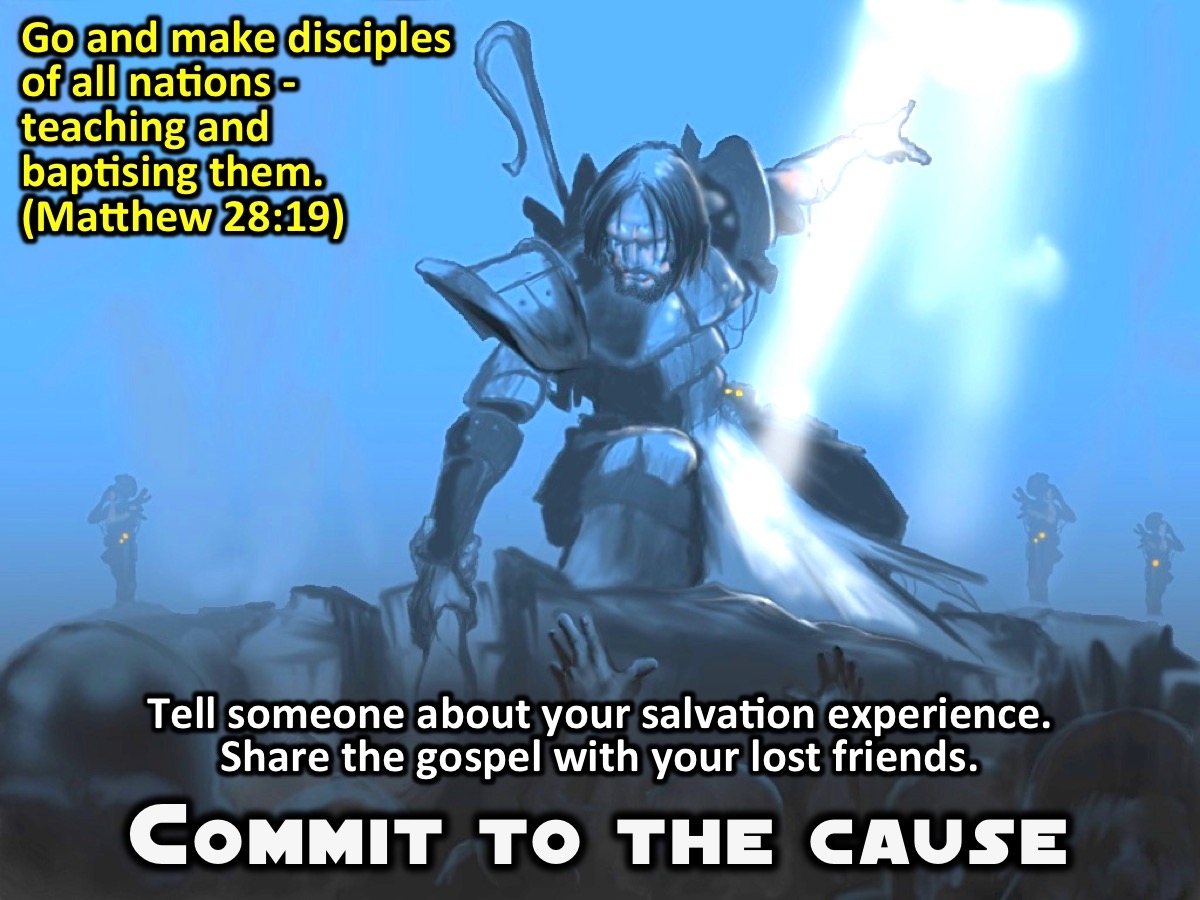 Go and make disciples
of all nations -
teaching and
baptising them.
(Matthew 28:19)
Tell someone about your salvation experience.
Share the gospel with your lost friends.
Commit to the cause